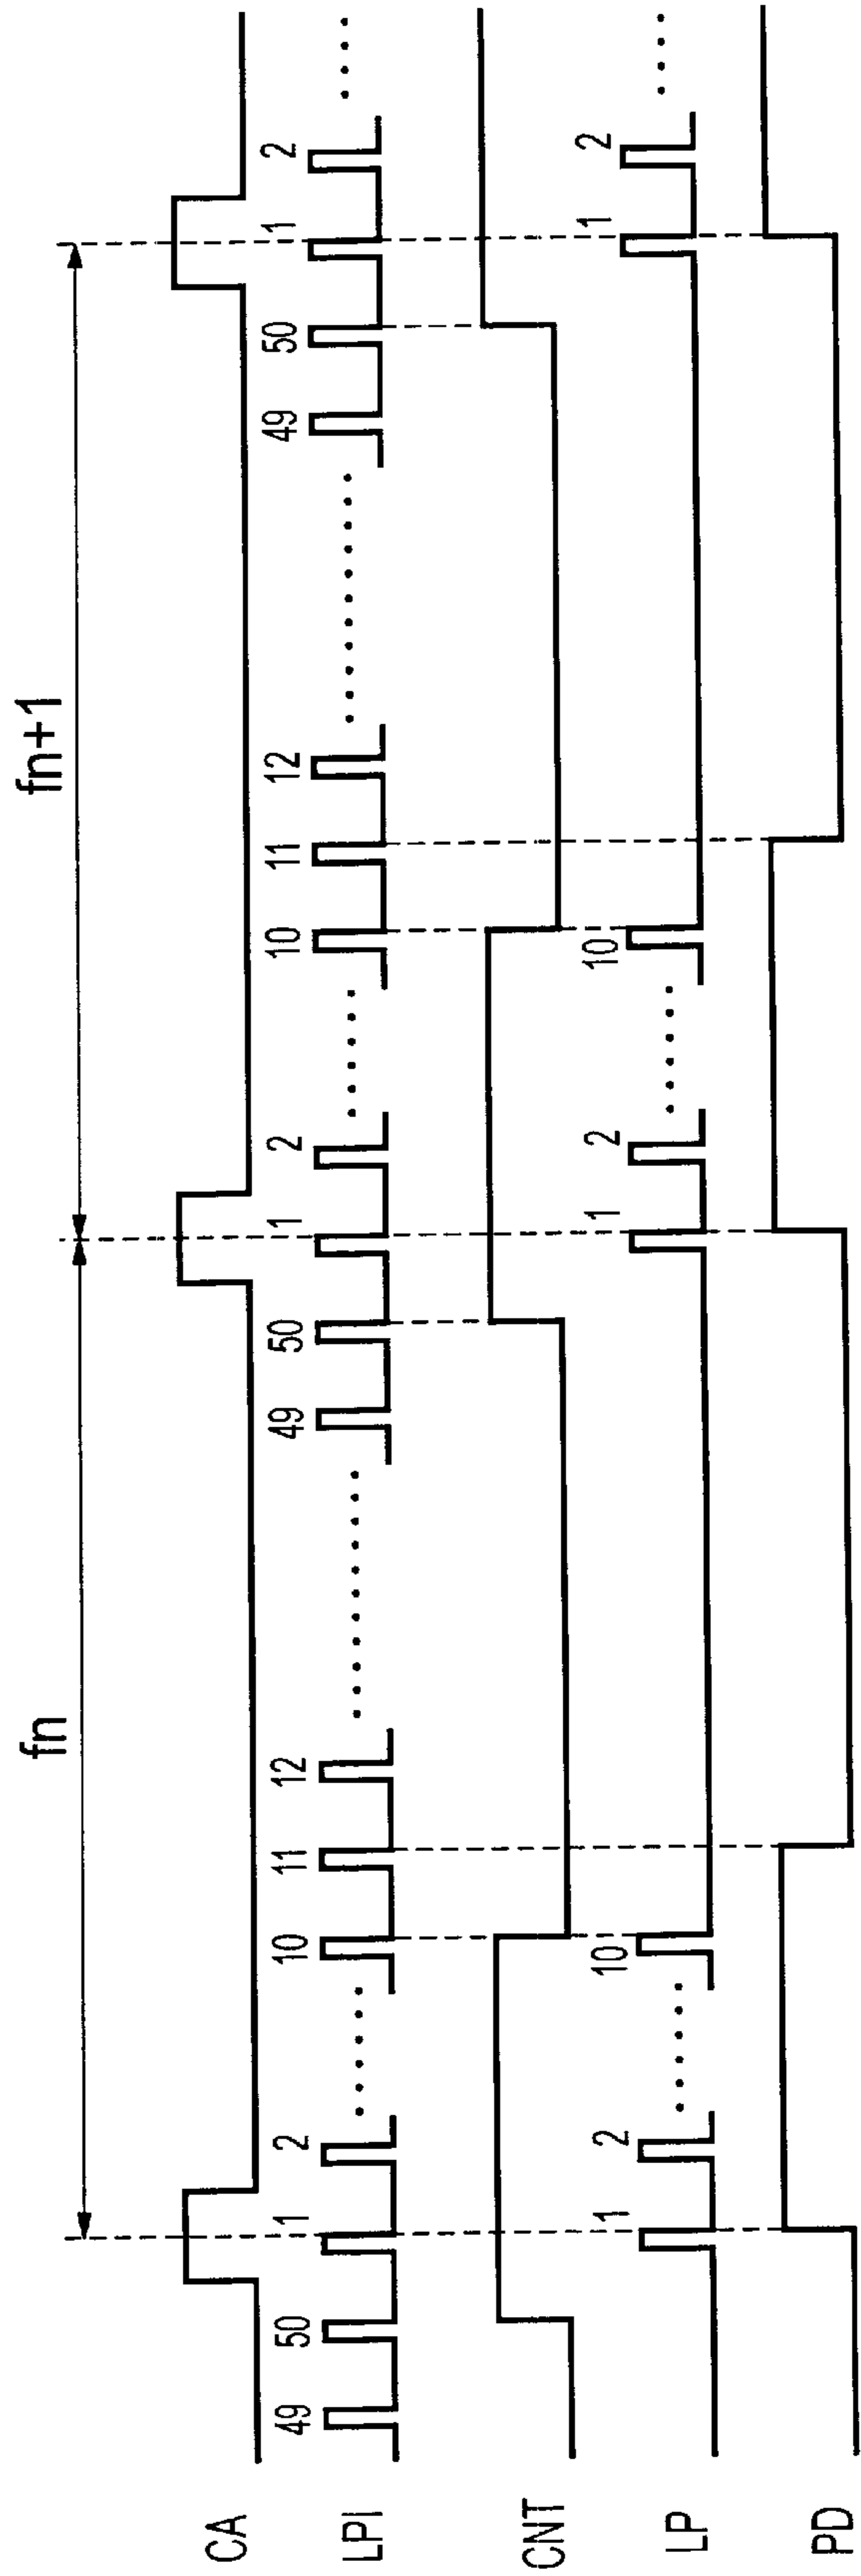 fn fn+1
CA
LPI 49 50 1 2 ..... 10 11 12 ........... 49 50 1 2 ...... 10 11 12 ........... 49 50 1 2 ....
CNT
LP 1 2 ...... 10 1 2 ...... 10 1 2 ....
PD